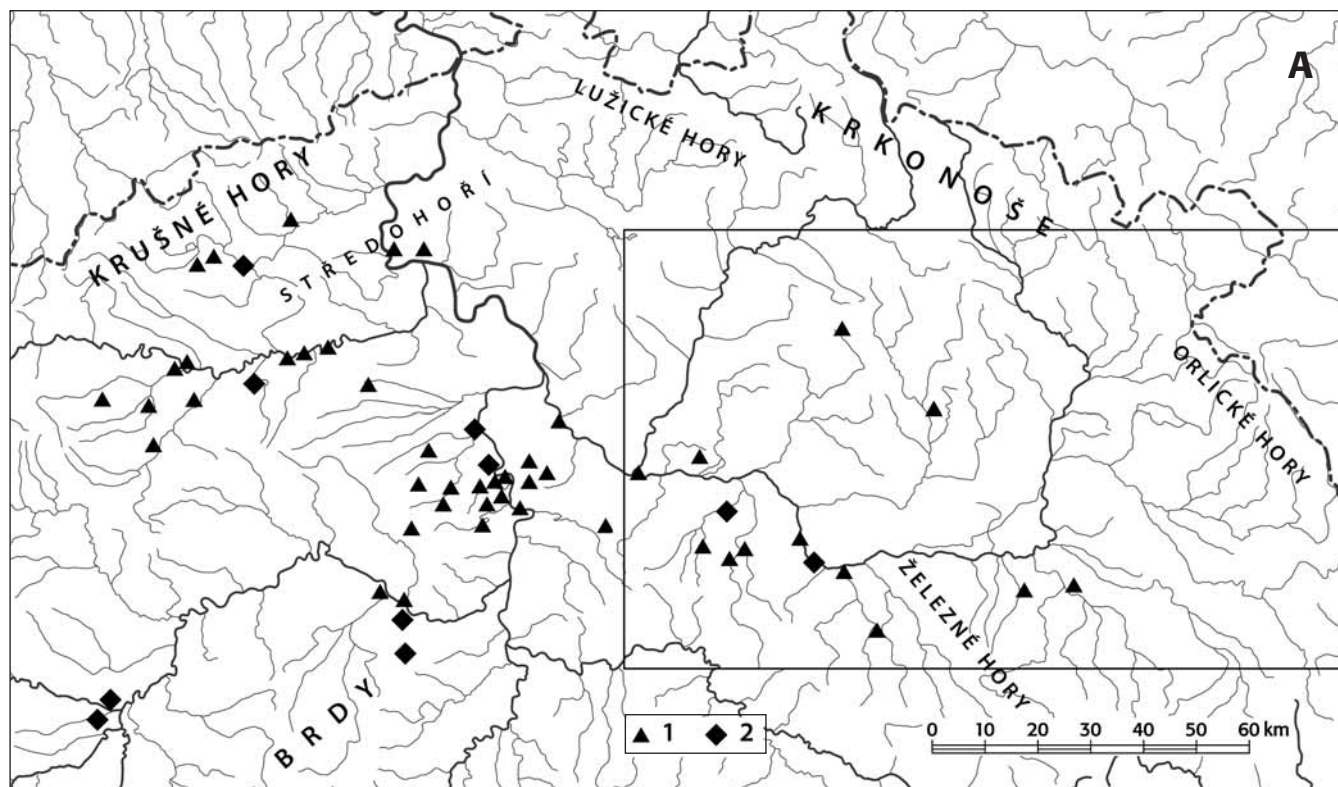 A
LUŽICKÉ HORY
KRKONOŠE
KRUŠNÉ HORY
STŘEDOHOŘÍ
ORLICKÉ HORY
ŽELEZNÉ HORY
BRDY
1 2
0 10 20 30 40 50 60 km